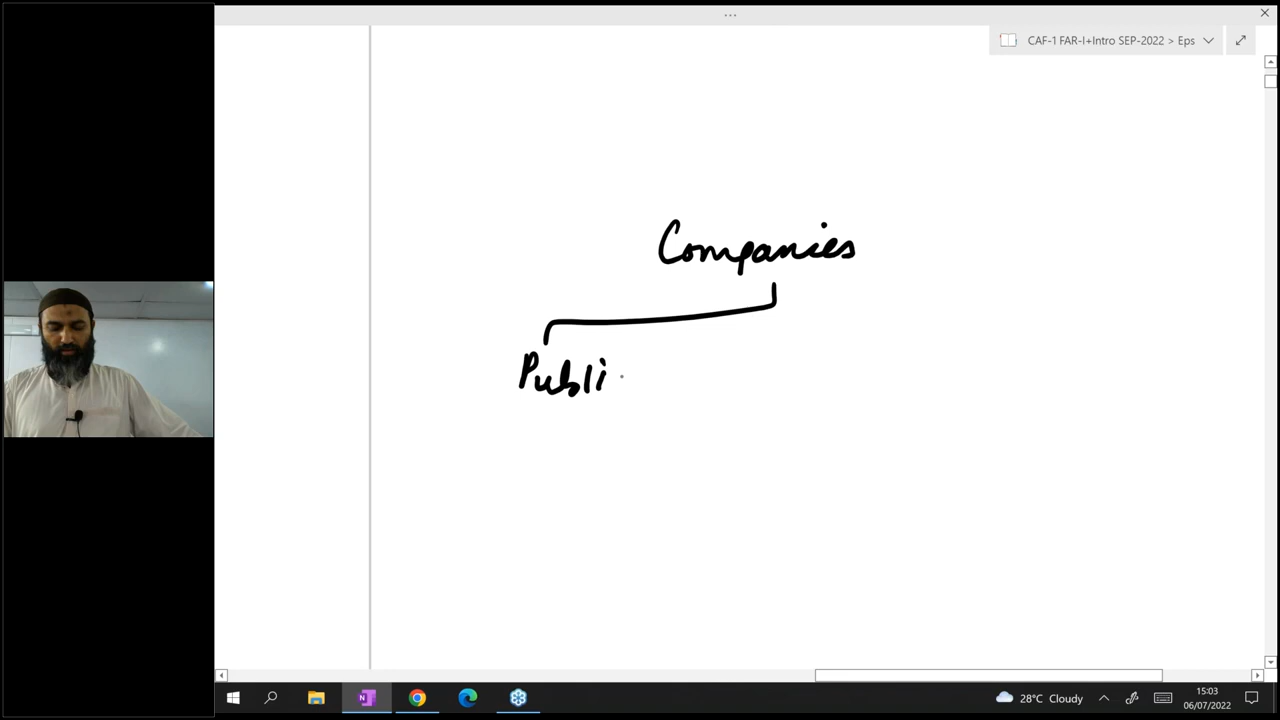 CAF-1 FAR-I+Intro SEP-2022 > Eps
Companies
Publi
28°C Cloudy
15:03
06/07/2022